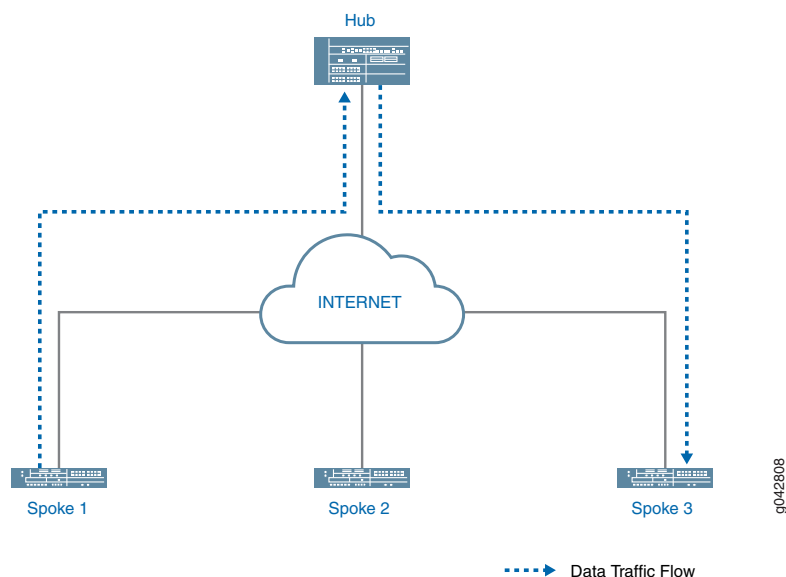 Hub
INTERNET
Spoke 1
Spoke 2
Spoke 3
g042808
Data Traffic Flow